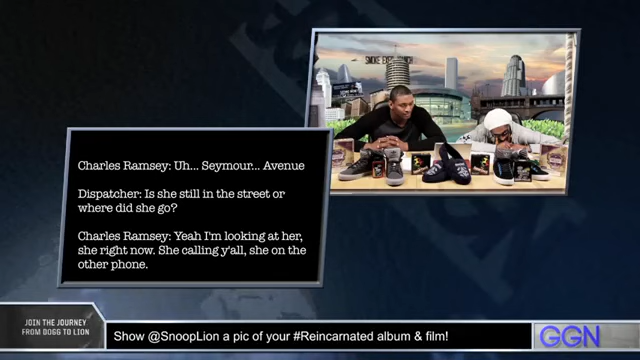 SMOKE EVERYDAMNDAY
Charles Ramsey: Uh... Seymour... Avenue
Dispatcher: Is she still in the street or
where did she go?
Charles Ramsey: Yeah I'm looking at her,
she right now. She calling y'all, she on the
other phone.
JOIN THE JOURNEY
FROM DOGG TO LION
Show @SnoopLion a pic of your #Reincarnated album & film!
GGN